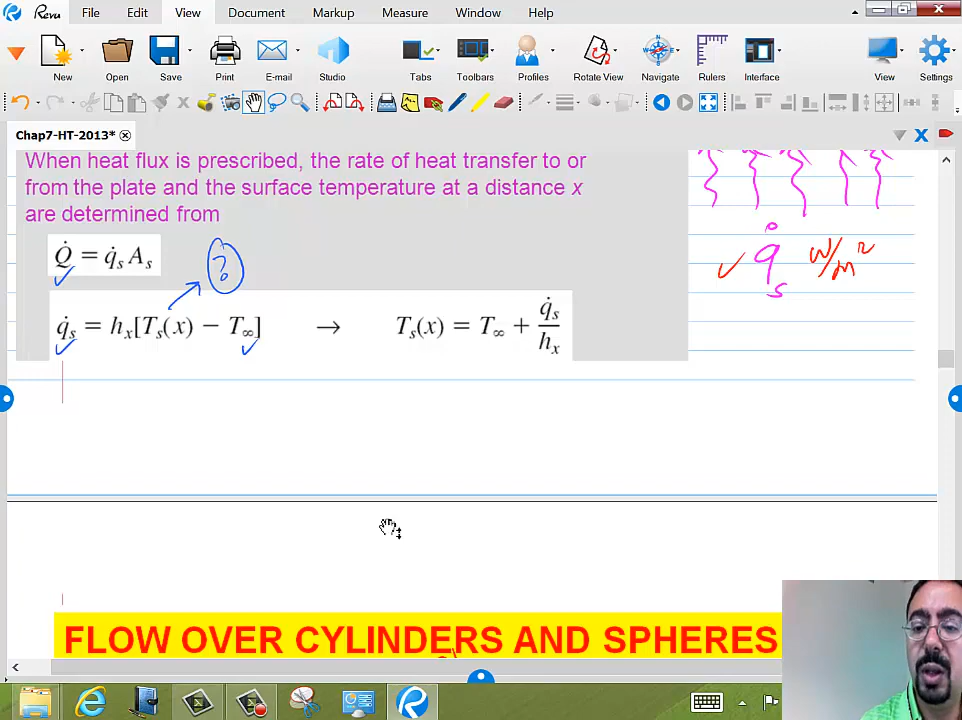 Revu File Edit View Document Markup Measure Window Help
New Open Save Print E-mail Studio Tabs Toolbars Profiles Rotate View Navigate Rulers Interface View Settings
Chap7-HT-2013*
When heat flux is prescribed, the rate of heat transfer to or
from the plate and the surface temperature at a distance x
are determined from
Q̇ = q̇ₛ Aₛ
?
q̇ₛ W/m²
q̇ₛ = hₓ[Tₛ(x) − T∞] → Tₛ(x) = T∞ + q̇ₛ/hₓ
FLOW OVER CYLINDERS AND SPHERES